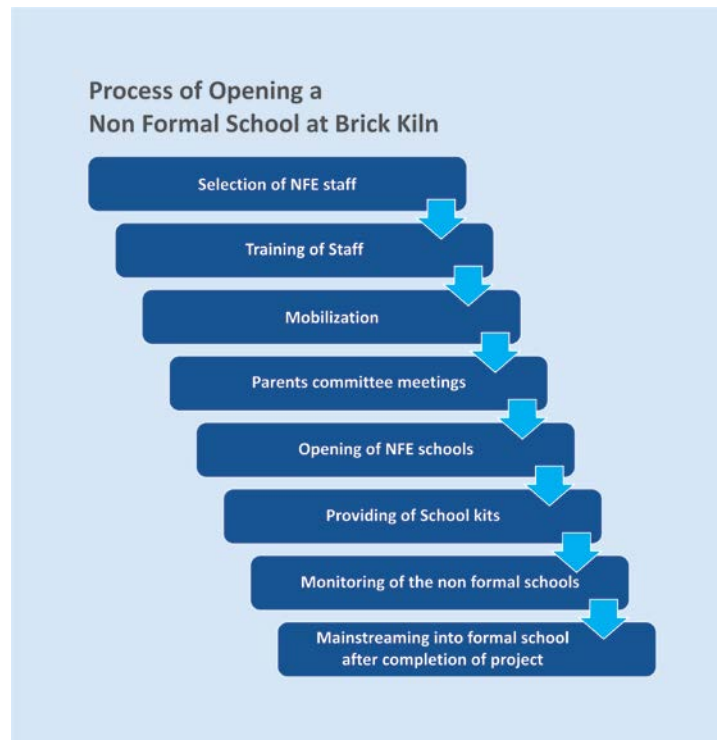 Process of Opening a
Non Formal School at Brick Kiln
Selection of NFE staff
Training of Staff
Mobilization
Parents committee meetings
Opening of NFE schools
Providing of School kits
Monitoring of the non formal schools
Mainstreaming into formal school
after completion of project